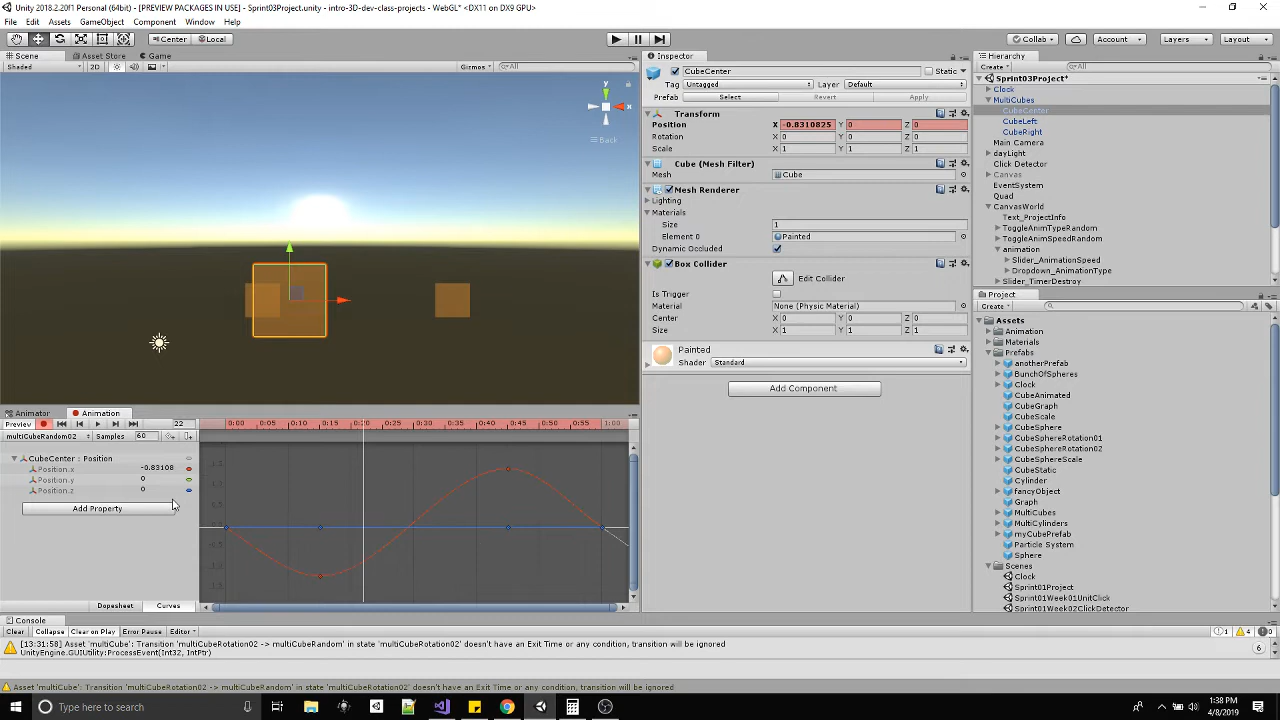 Unity 2018.2.20f1 Personal (64bit) - [PREVIEW PACKAGES IN USE] - Sprint03Project.unity - intro-3D-dev-class-projects - WebGL* <DX11 on DX9 GPU>
File Edit Assets GameObject Component Window Help
Center Local Collab Account Layers Layout
Scene Asset Store Game
Shaded 2D Gizmos All
y
x
Back
Animator Animation
Preview 22 0:00 0:05 0:10 0:15 0:20 0:25 0:30 0:35 0:40 0:45 0:50 0:55 1:00
multiCubeRandom02 Samples 60
CubeCenter : Position
Position.x -0.83108
Position.y 0
Position.z 0
Add Property
Dopesheet Curves
Inspector
CubeCenter Static
Tag Untagged Layer Default
Prefab Select Revert Apply
Transform
Position X -0.8310825 Y 0 Z 0
Rotation X 0 Y 0 Z 0
Scale X 1 Y 1 Z 1
Cube (Mesh Filter)
Mesh Cube
Mesh Renderer
Lighting
Materials
Size 1
Element 0 Painted
Dynamic Occluded
Box Collider
Edit Collider
Is Trigger
Material None (Physic Material)
Center X 0 Y 0 Z 0
Size X 1 Y 1 Z 1
Painted
Shader Standard
Add Component
Hierarchy
Create All
Sprint03Project*
Clock
MultiCubes
CubeCenter
CubeLeft
CubeRight
Main Camera
dayLight
Click Detector
Canvas
EventSystem
Quad
CanvasWorld
Text_ProjectInfo
ToggleAnimTypeRandom
ToggleAnimSpeedRandom
animation
Slider_AnimationSpeed
Dropdown_AnimationType
Slider_TimerDestroy
Project
Create
Assets
Animation
Materials
Prefabs
anotherPrefab
BunchOfSpheres
Clock
CubeAnimated
CubeGraph
CubeScale
CubeSphere
CubeSphereRotation01
CubeSphereRotation02
CubeSphereScale
CubeStatic
Cylinder
fancyObject
Graph
MultiCubes
MultiCylinders
myCubePrefab
Particle System
Sphere
Scenes
Clock
Sprint01Project
Sprint01Week01UnitClick
Sprint01Week02ClickDetector
Console
Clear Collapse Clear on Play Error Pause Editor 1 4 0
[13:31:58] Asset 'multiCube': Transition 'multiCubeRotation02 -> multiCubeRandom' in state 'multiCubeRotation02' doesn't have an Exit Time or any condition, transition will be ignored
UnityEngine.GUIUtility:ProcessEvent(Int32, IntPtr)
6
Asset 'multiCube': Transition 'multiCubeRotation02 -> multiCubeRandom' in state 'multiCubeRotation02' doesn't have an Exit Time or any condition, transition will be ignored
Type here to search
1:38 PM
4/8/2019